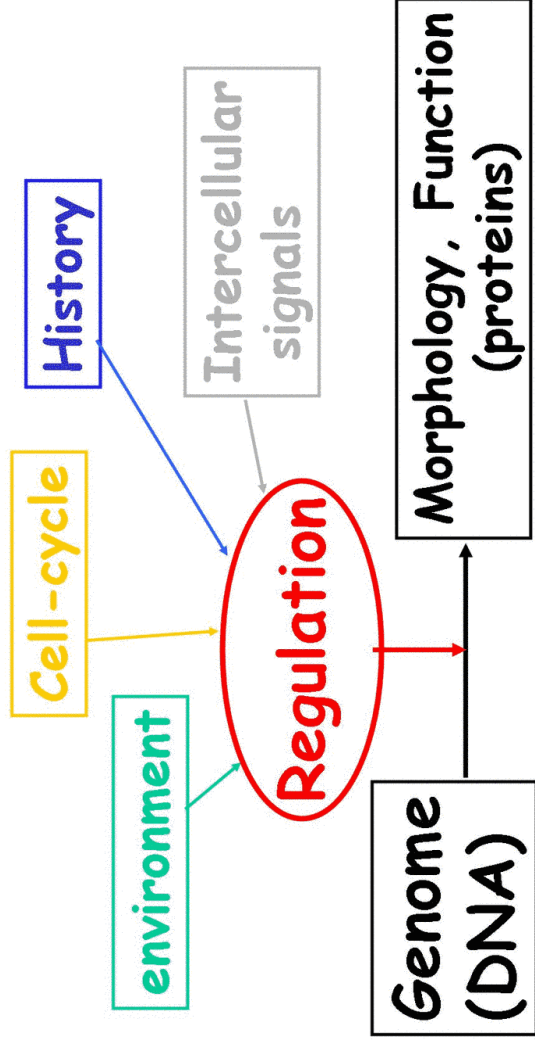 environment
Cell-cycle
History
Intercellular
signals
Regulation
Genome
(DNA)
Morphology, Function
(proteins)